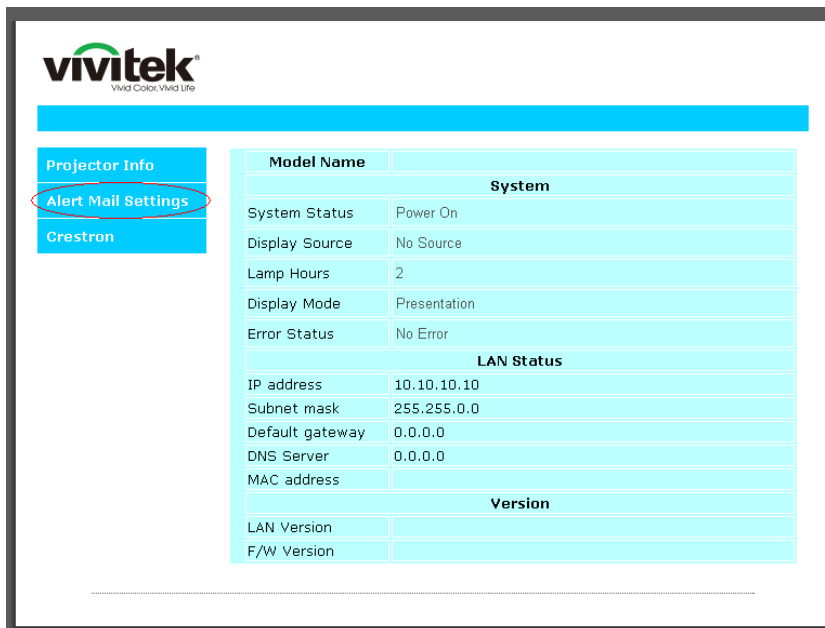 vivitek®
Vivid Color. Vivid Life
Projector Info
Alert Mail Settings
Crestron
Model Name
System
System Status Power On
Display Source No Source
Lamp Hours 2
Display Mode Presentation
Error Status No Error
LAN Status
IP address 10.10.10.10
Subnet mask 255.255.0.0
Default gateway 0.0.0.0
DNS Server 0.0.0.0
MAC address
Version
LAN Version
F/W Version